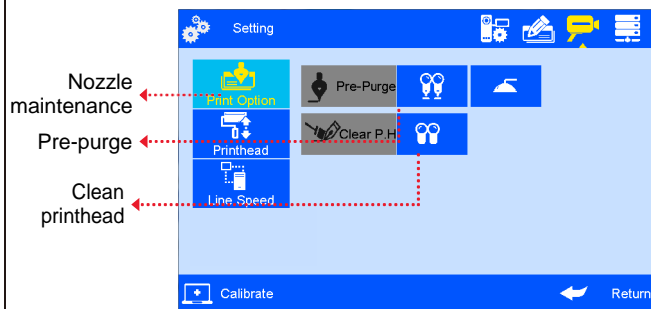 Setting
Nozzle
maintenance
Pre-purge
Clean
printhead
Print Option
Pre-Purge
Printhead
Clear P.H
Line Speed
Calibrate
Return